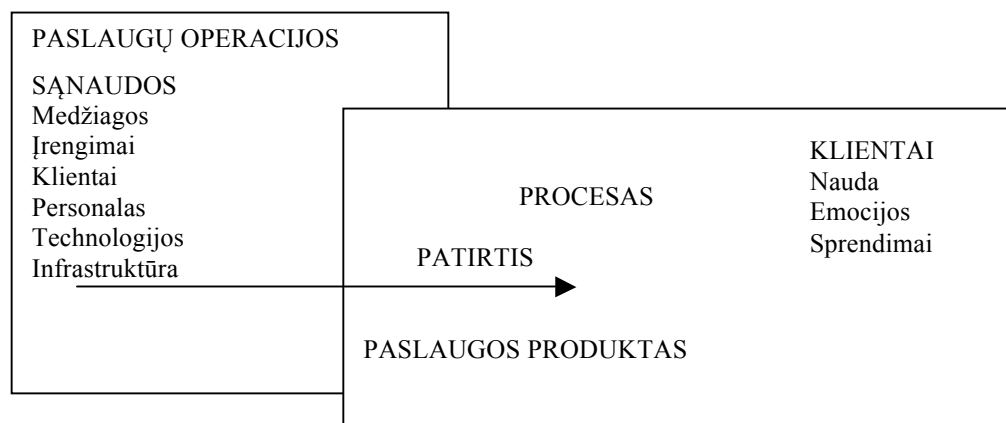 PASLAUGŲ OPERACIJOS
SĄNAUDOS
Medžiagos
Įrengimai
Klientai
Personalas
Technologijos
Infrastruktūra
PROCESAS
PATIRTIS
PASLAUGOS PRODUKTAS
KLIENTAI
Nauda
Emocijos
Sprendimai